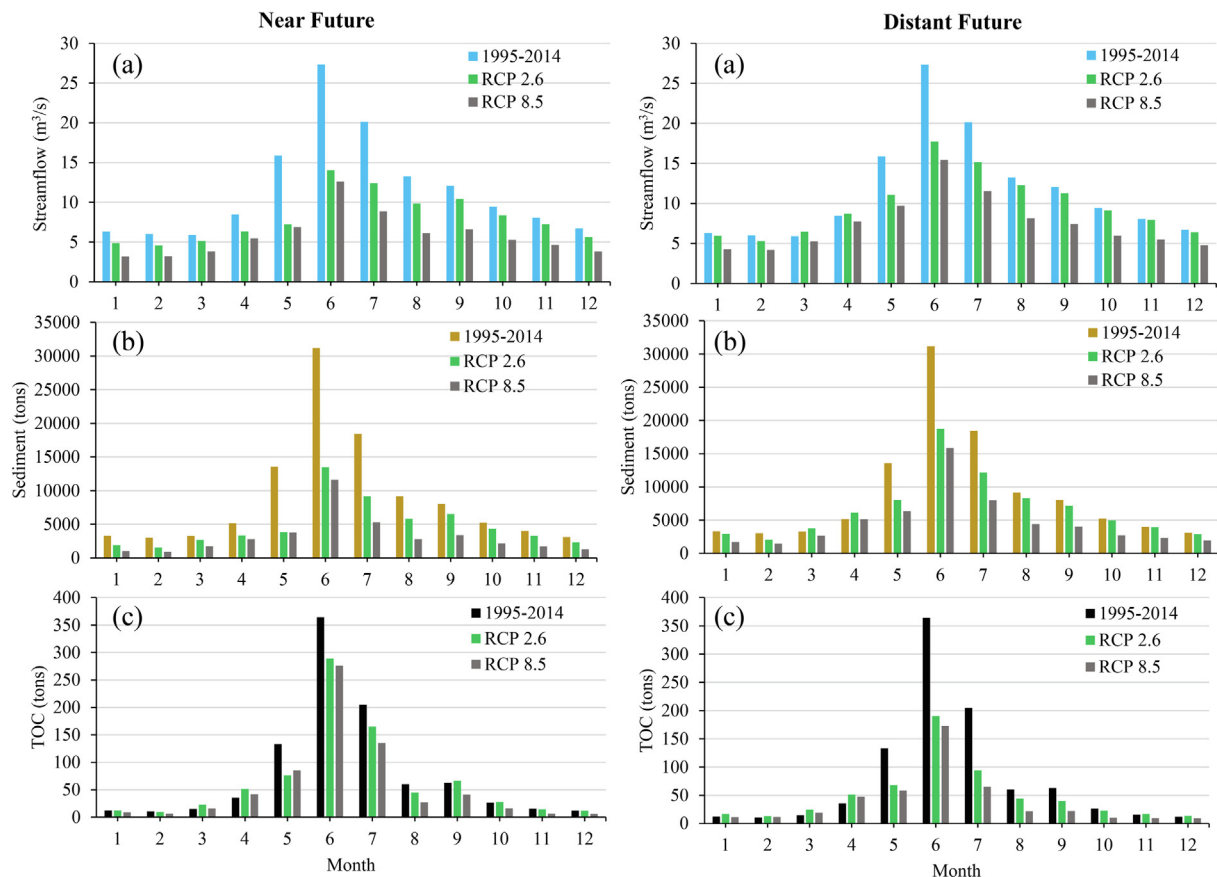 Near Future
Distant Future
(a)
1995-2014
RCP 2.6
RCP 8.5
Streamflow (m³/s)
30
25
20
15
10
5
0
1 2 3 4 5 6 7 8 9 10 11 12
(a)
1995-2014
RCP 2.6
RCP 8.5
Streamflow (m³/s)
30
25
20
15
10
5
0
1 2 3 4 5 6 7 8 9 10 11 12
(b)
1995-2014
RCP 2.6
RCP 8.5
Sediment (tons)
35000
30000
25000
20000
15000
10000
5000
0
1 2 3 4 5 6 7 8 9 10 11 12
(b)
1995-2014
RCP 2.6
RCP 8.5
Sediment (tons)
35000
30000
25000
20000
15000
10000
5000
0
1 2 3 4 5 6 7 8 9 10 11 12
(c)
1995-2014
RCP 2.6
RCP 8.5
TOC (tons)
400
350
300
250
200
150
100
50
0
1 2 3 4 5 6 7 8 9 10 11 12
Month
(c)
1995-2014
RCP 2.6
RCP 8.5
TOC (tons)
400
350
300
250
200
150
100
50
0
1 2 3 4 5 6 7 8 9 10 11 12
Month